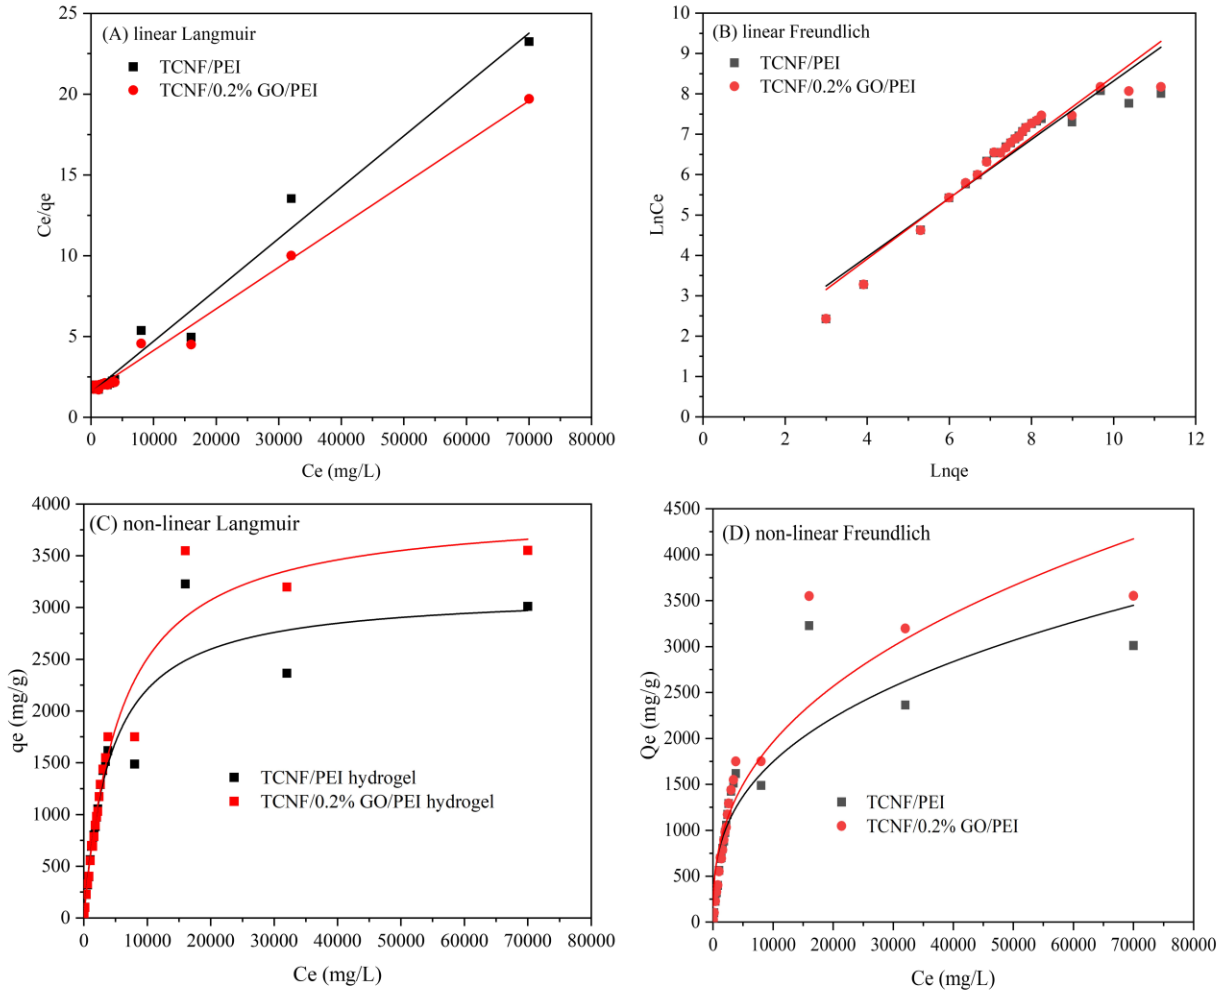 (A) linear Langmuir
TCNF/PEI
TCNF/0.2% GO/PEI
25
20
15
10
5
0
Ce/qe
0 10000 20000 30000 40000 50000 60000 70000 80000
Ce (mg/L)
(B) linear Freundlich
TCNF/PEI
TCNF/0.2% GO/PEI
10
9
8
7
6
5
4
3
2
1
0
LnCe
0 2 4 6 8 10 12
Lnqe
(C) non-linear Langmuir
4000
3500
3000
2500
2000
1500
1000
500
0
qe (mg/g)
TCNF/PEI hydrogel
TCNF/0.2% GO/PEI hydrogel
0 10000 20000 30000 40000 50000 60000 70000 80000
Ce (mg/L)
(D) non-linear Freundlich
4500
4000
3500
3000
2500
2000
1500
1000
500
0
Qe (mg/g)
TCNF/PEI
TCNF/0.2% GO/PEI
0 10000 20000 30000 40000 50000 60000 70000 80000
Ce (mg/L)